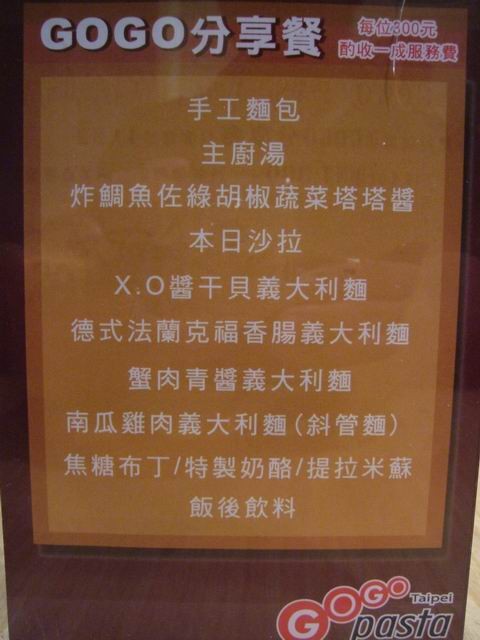 GOGO分享餐
每位300元
酌收一成服務費
手工麵包
主廚湯
炸鯛魚佐綠胡椒蔬菜塔塔醬
本日沙拉
X.O醬干貝義大利麵
德式法蘭克福香腸義大利麵
蟹肉青醬義大利麵
南瓜雞肉義大利麵(斜管麵)
焦糖布丁/特製奶酪/提拉米蘇
飯後飲料
GOGO Taipei
pasta